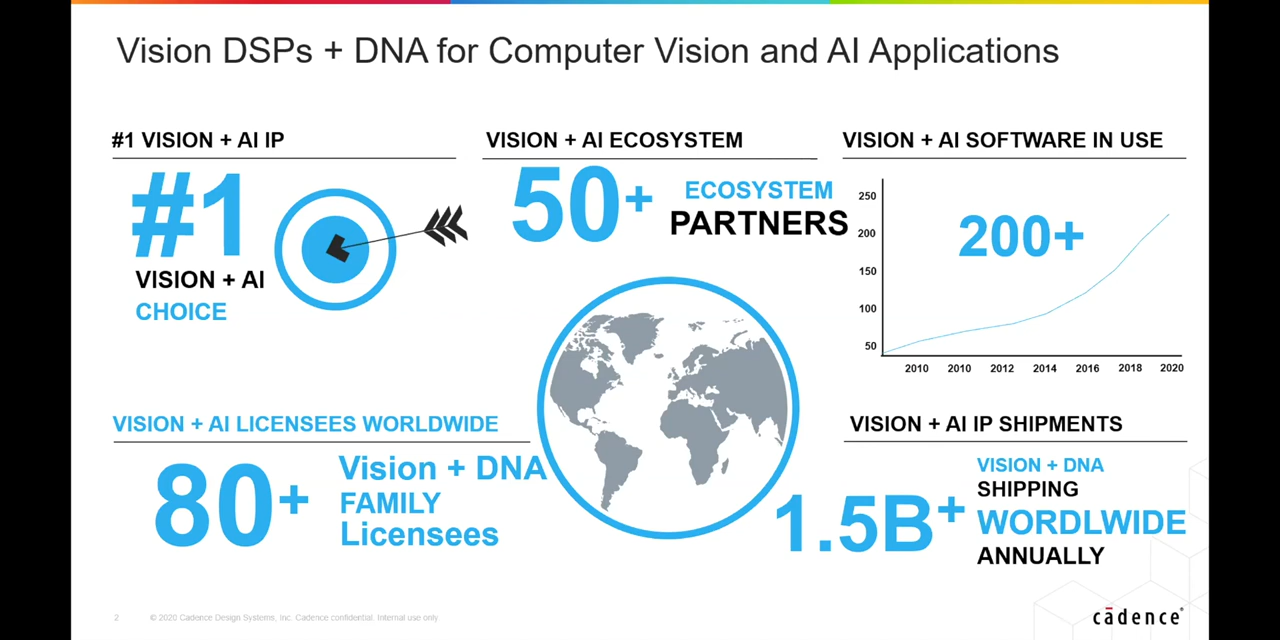 Vision DSPs + DNA for Computer Vision and AI Applications
#1 VISION + AI IP
#1
VISION + AI
CHOICE
VISION + AI ECOSYSTEM
50+
ECOSYSTEM
PARTNERS
VISION + AI SOFTWARE IN USE
200+
250
200
150
100
50
2010 2010 2012 2014 2016 2018 2020
VISION + AI LICENSEES WORLDWIDE
80+
Vision + DNA
FAMILY
Licensees
VISION + AI IP SHIPMENTS
1.5B+
VISION + DNA
SHIPPING
WORDLWIDE
ANNUALLY
2 © 2020 Cadence Design Systems, Inc. Cadence confidential. Internal use only.
cādence®